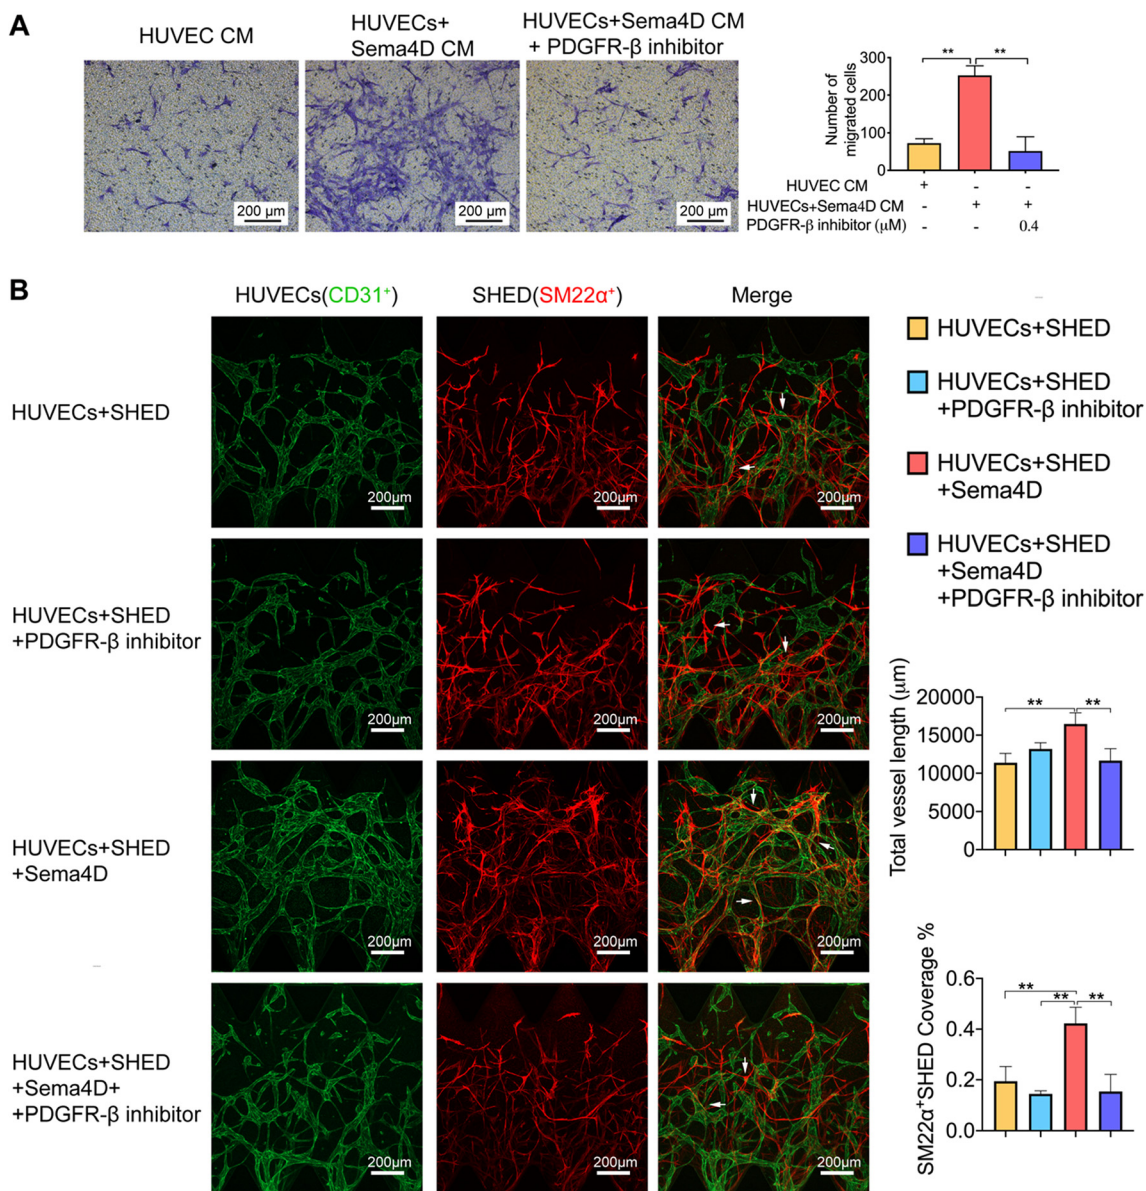 A
HUVEC CM
HUVECs+
Sema4D CM
HUVECs+Sema4D CM
+ PDGFR-β inhibitor
200 µm
200 µm
200 µm
Number of
migrated cells
300
200
100
0
**
**
HUVEC CM + - -
HUVECs+Sema4D CM - + +
PDGFR-β inhibitor (µM) - - 0.4
B
HUVECs(CD31⁺)
SHED(SM22α⁺)
Merge
HUVECs+SHED
200µm
200µm
200µm
HUVECs+SHED
+PDGFR-β inhibitor
200µm
200µm
200µm
HUVECs+SHED
+Sema4D
200µm
200µm
200µm
HUVECs+SHED
+Sema4D+
+PDGFR-β inhibitor
200µm
200µm
200µm
HUVECs+SHED
HUVECs+SHED
+PDGFR-β inhibitor
HUVECs+SHED
+Sema4D
HUVECs+SHED
+Sema4D
+PDGFR-β inhibitor
Total vessel length (µm)
20000
15000
10000
5000
0
**
**
SM22α⁺SHED Coverage %
0.6
0.4
0.2
0.0
**
**
**